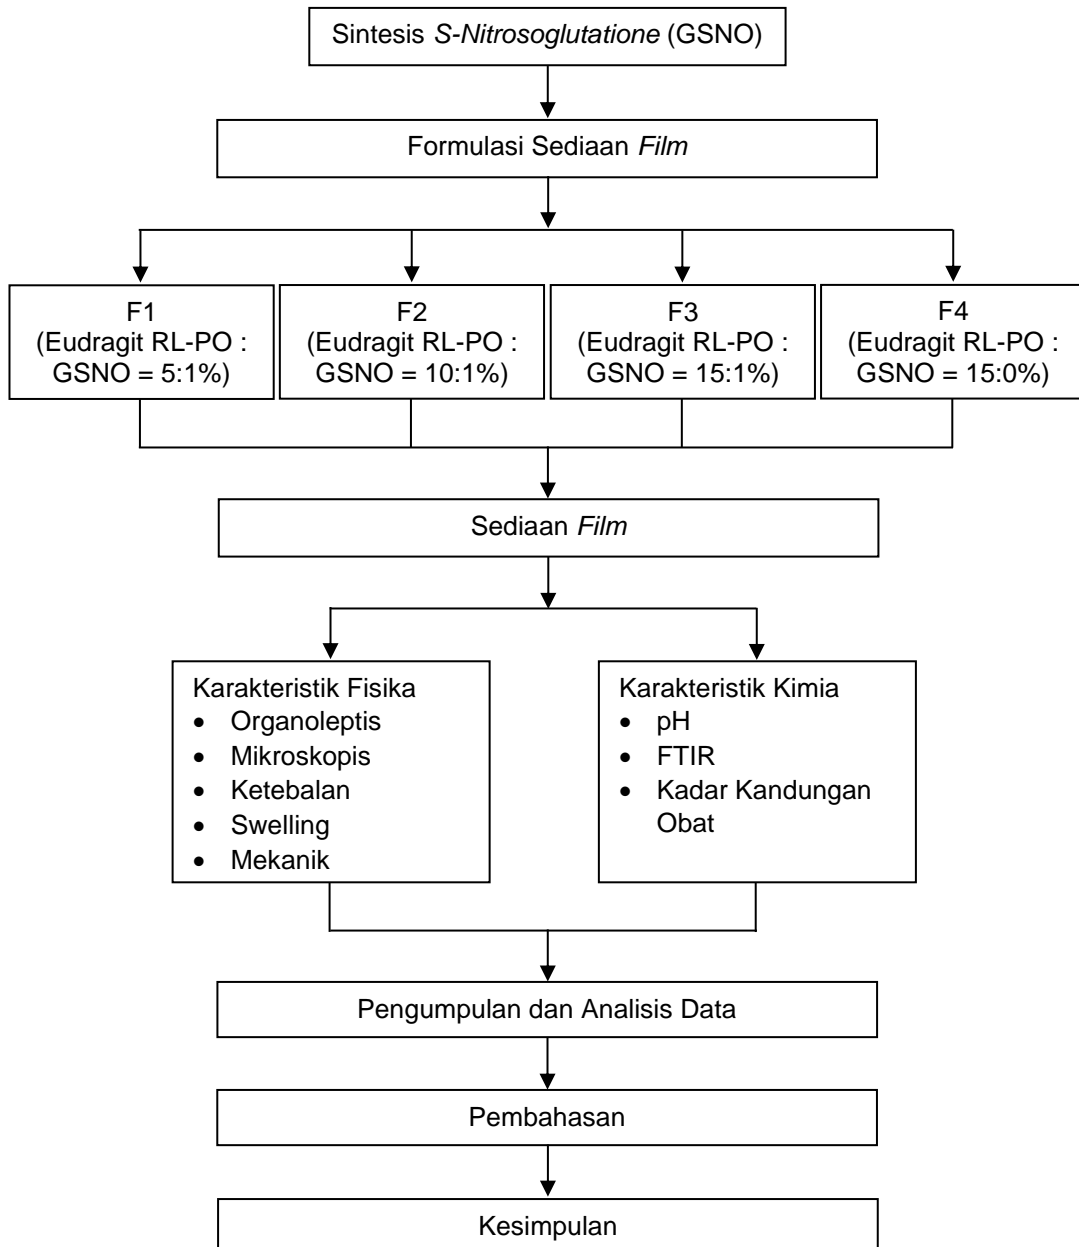 Sintesis S-Nitrosoglutatione (GSNO)
Formulasi Sediaan Film
F1
(Eudragit RL-PO :
GSNO = 5:1%)
F2
(Eudragit RL-PO :
GSNO = 10:1%)
F3
(Eudragit RL-PO :
GSNO = 15:1%)
F4
(Eudragit RL-PO :
GSNO = 15:0%)
Sediaan Film
Karakteristik Fisika
• Organoleptis
• Mikroskopis
• Ketebalan
• Swelling
• Mekanik
Karakteristik Kimia
• pH
• FTIR
• Kadar Kandungan
Obat
Pengumpulan dan Analisis Data
Pembahasan
Kesimpulan